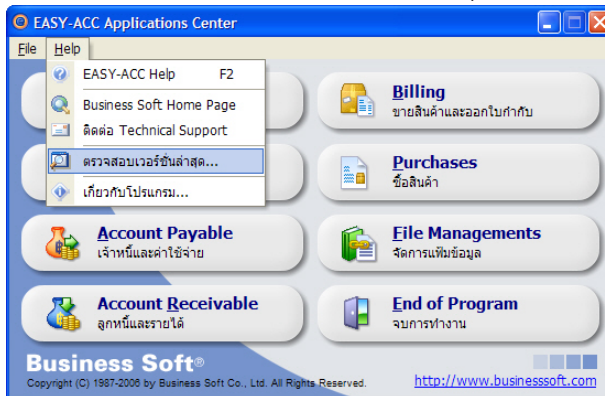 EASY-ACC Applications Center
File Help
EASY-ACC Help F2
Business Soft Home Page
ติดต่อ Technical Support
ตรวจสอบเวอร์ชั่นล่าสุด...
เกี่ยวกับโปรแกรม...
Billing
ขายสินค้าและออกใบกำกับ
Purchases
ซื้อสินค้า
Account Payable
เจ้าหนี้และค่าใช้จ่าย
File Managements
จัดการแฟ้มข้อมูล
Account Receivable
ลูกหนี้และรายได้
End of Program
จบการทำงาน
Business Soft®
Copyright (C) 1987-2006 by Business Soft Co., Ltd. All Rights Reserved.
http://www.businesssoft.com